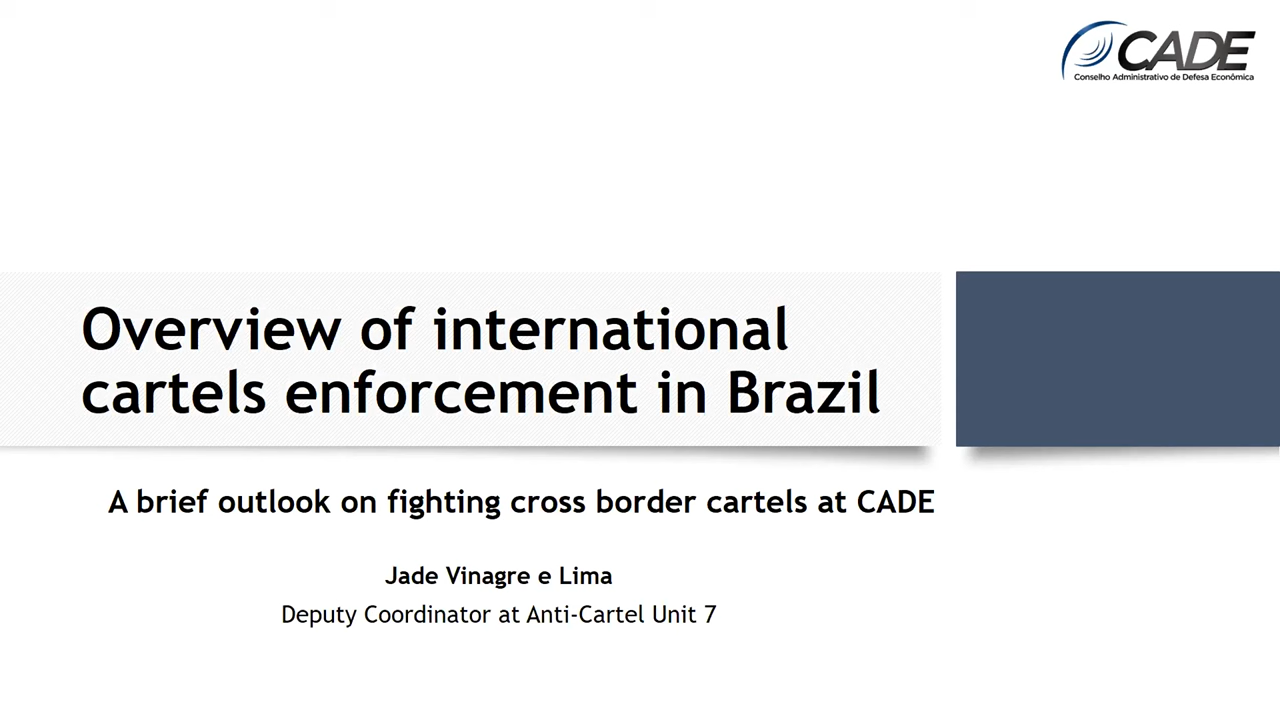 CADE
Conselho Administrativo de Defesa Econômica
Overview of international
cartels enforcement in Brazil
A brief outlook on fighting cross border cartels at CADE
Jade Vinagre e Lima
Deputy Coordinator at Anti-Cartel Unit 7